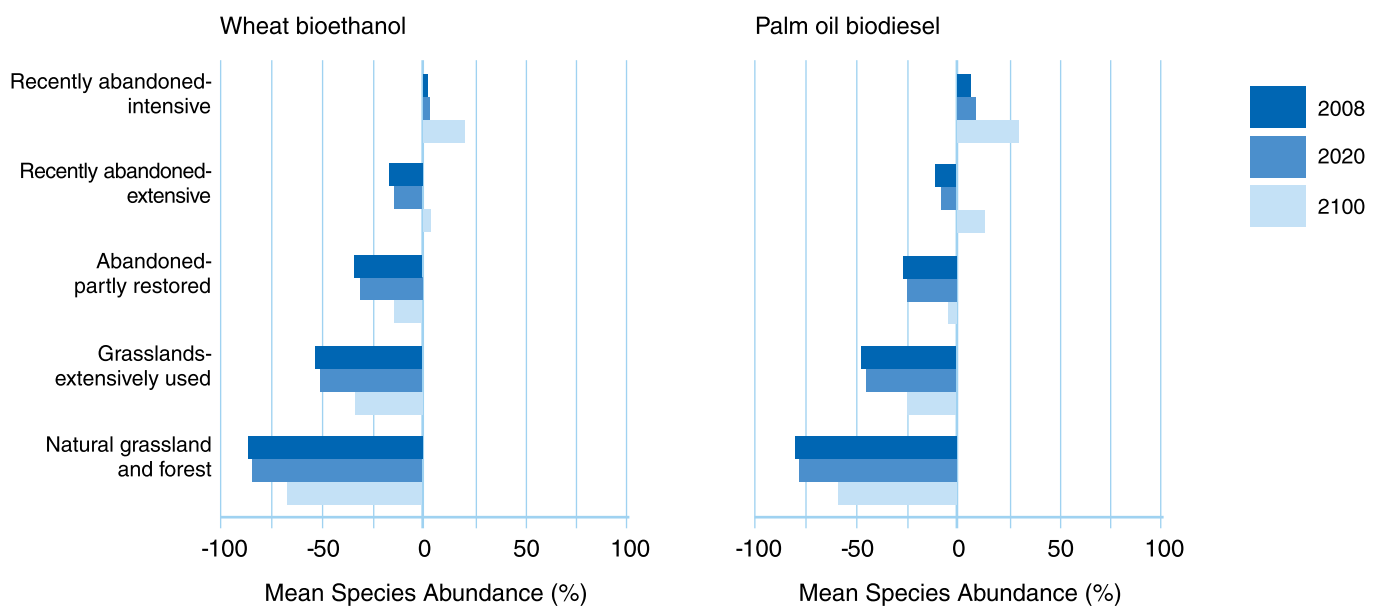 Wheat bioethanol
Palm oil biodiesel
Recently abandoned-
intensive
Recently abandoned-
extensive
Abandoned-
partly restored
Grasslands-
extensively used
Natural grassland
and forest
2008
2020
2100
-100 -50 0 50 100
-100 -50 0 50 100
Mean Species Abundance (%)
Mean Species Abundance (%)